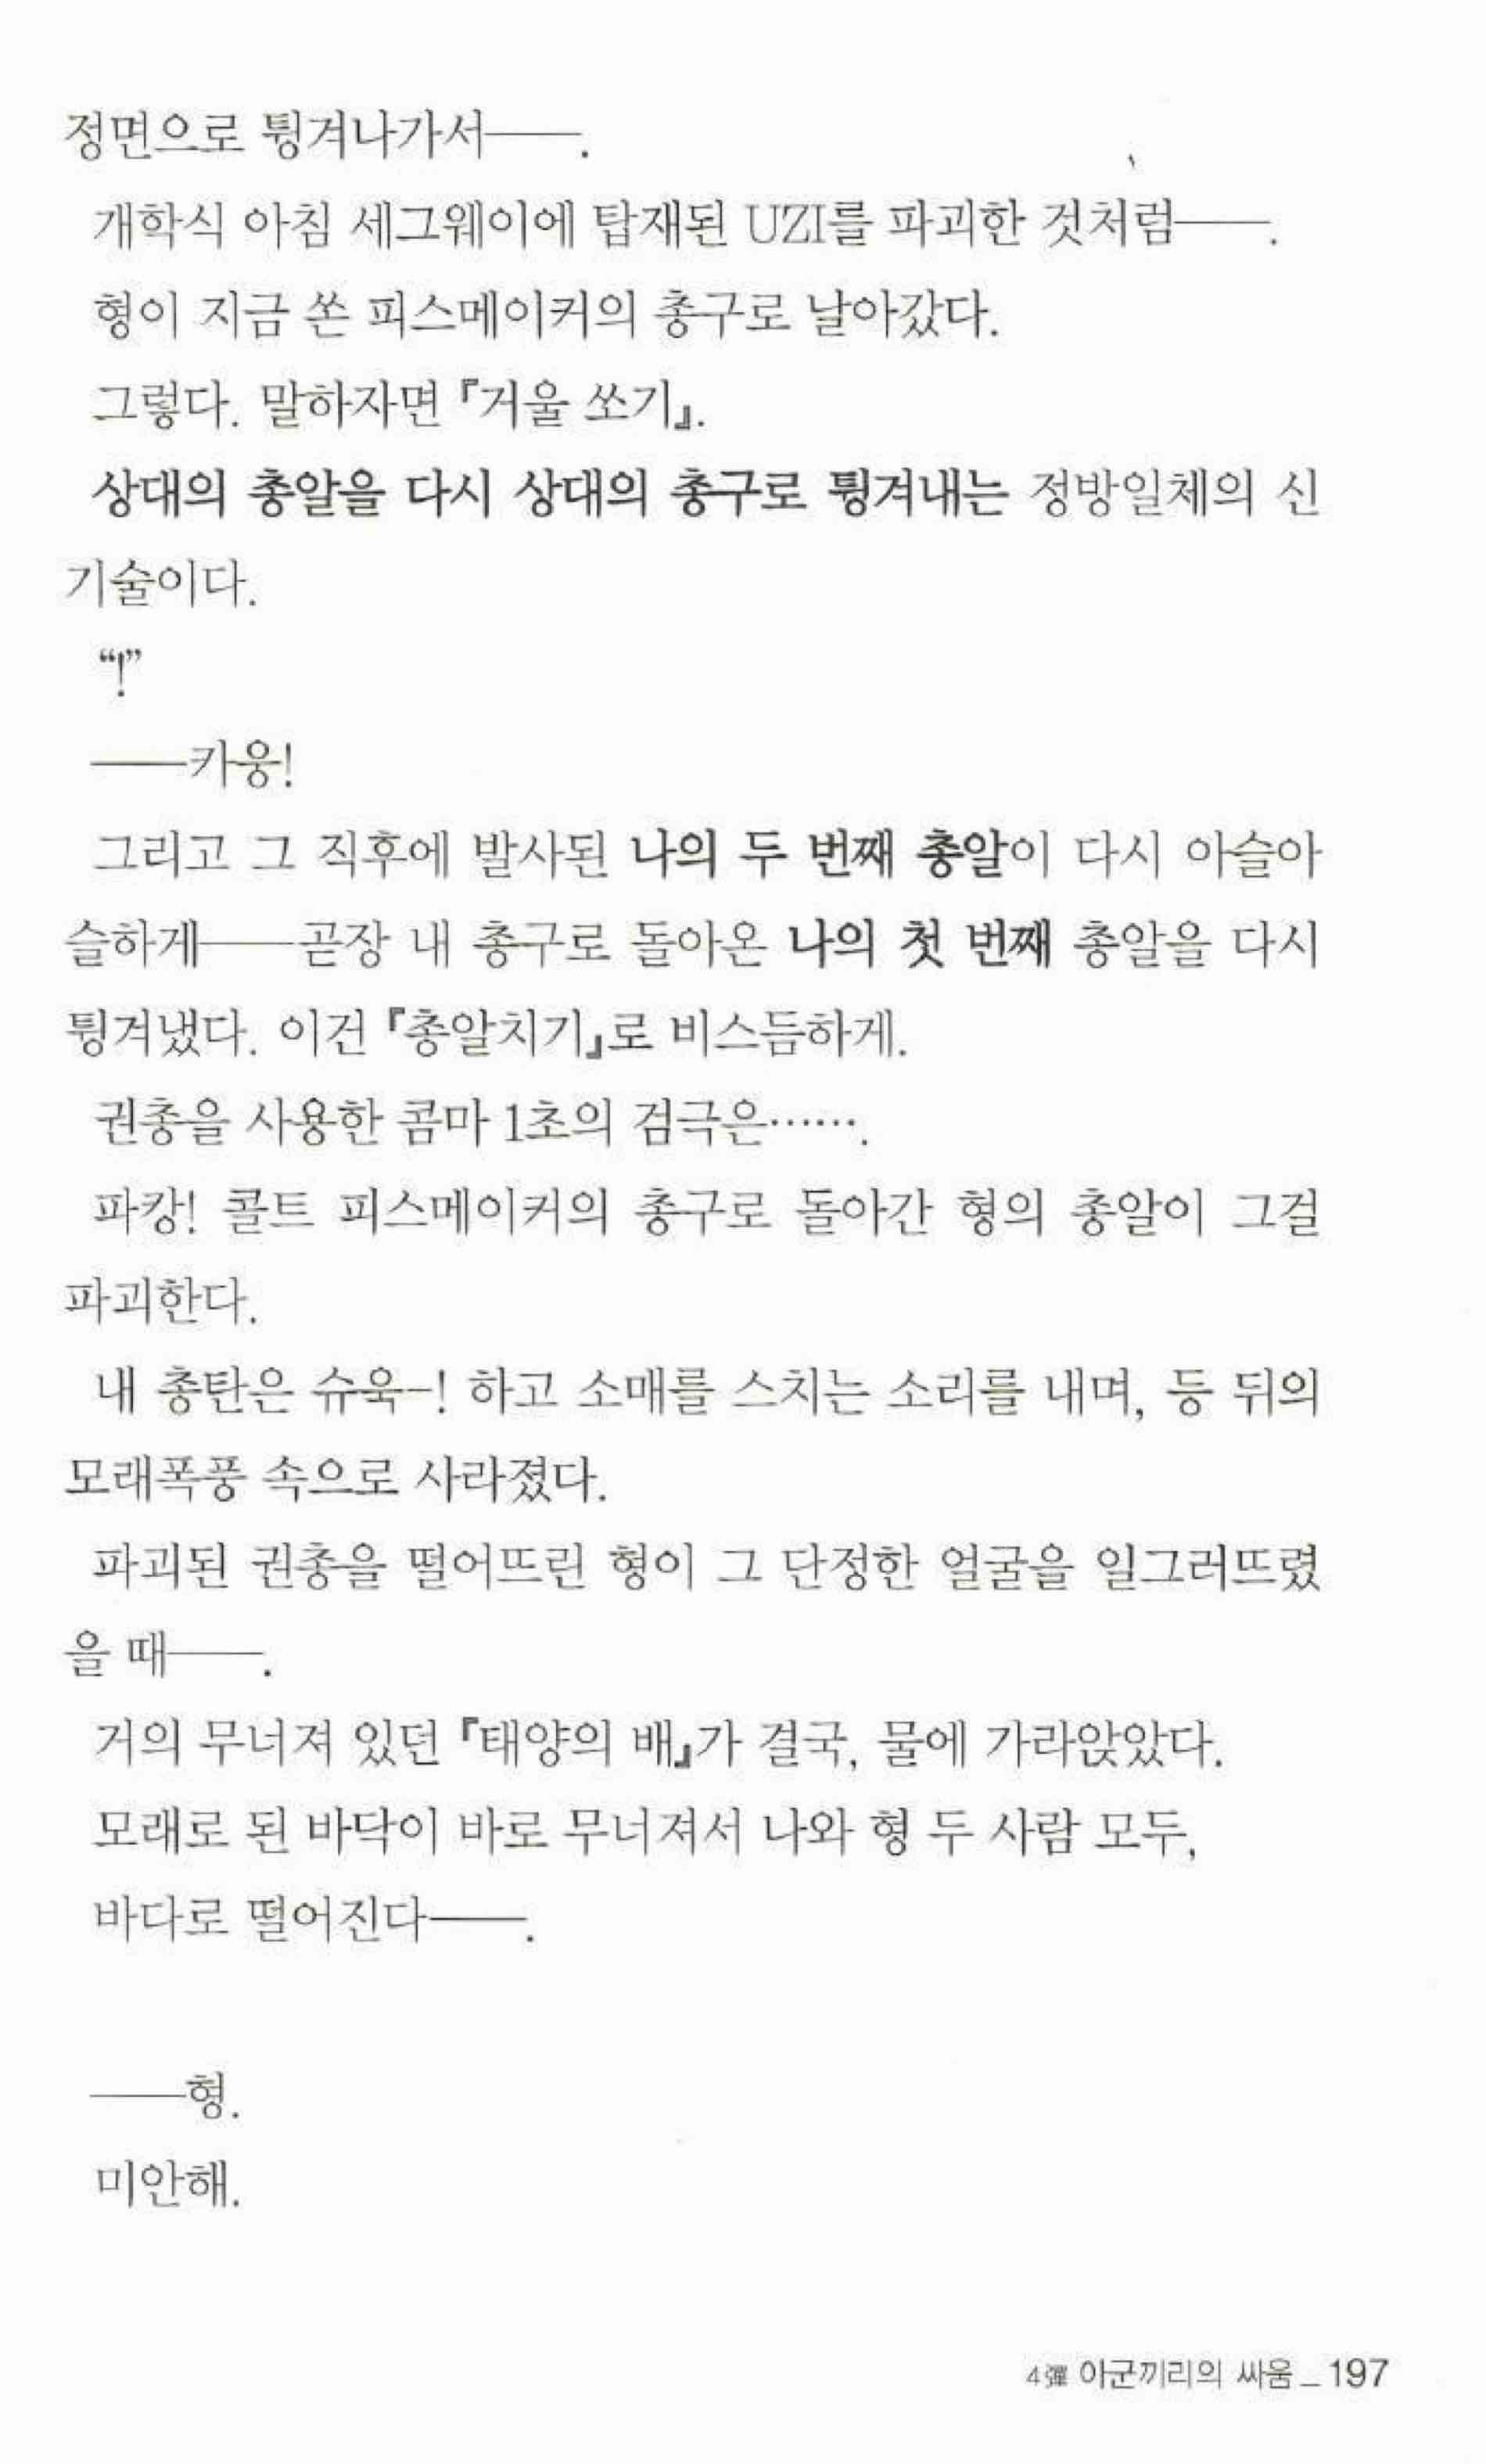 정면으로 튕겨나가서――.
개학식 아침 세그웨이에 탑재된 UZI를 파괴한 것처럼――.
형이 지금 쏜 피스메이커의 총구로 날아갔다.
그렇다. 말하자면 『거울 쏘기』.
상대의 총알을 다시 상대의 총구로 튕겨내는 정방일체의 신
기술이다.
“!”
――카웅!
그리고 그 직후에 발사된 나의 두 번째 총알이 다시 아슬아
슬하게――곧장 내 총구로 돌아온 나의 첫 번째 총알을 다시
튕겨냈다. 이건 『총알치기』로 비스듬하게.
권총을 사용한 콤마 1초의 검극은…….
파캉! 콜트 피스메이커의 총구로 돌아간 형의 총알이 그걸
파괴한다.
내 총탄은 슈욱-! 하고 소매를 스치는 소리를 내며, 등 뒤의
모래폭풍 속으로 사라졌다.
파괴된 권총을 떨어뜨린 형이 그 단정한 얼굴을 일그러뜨렸
을 때――.
거의 무너져 있던 『태양의 배』가 결국, 물에 가라앉았다.
모래로 된 바닥이 바로 무너져서 나와 형 두 사람 모두,
바다로 떨어진다――.
――형.
미안해.
4彈 아군끼리의 싸움_197